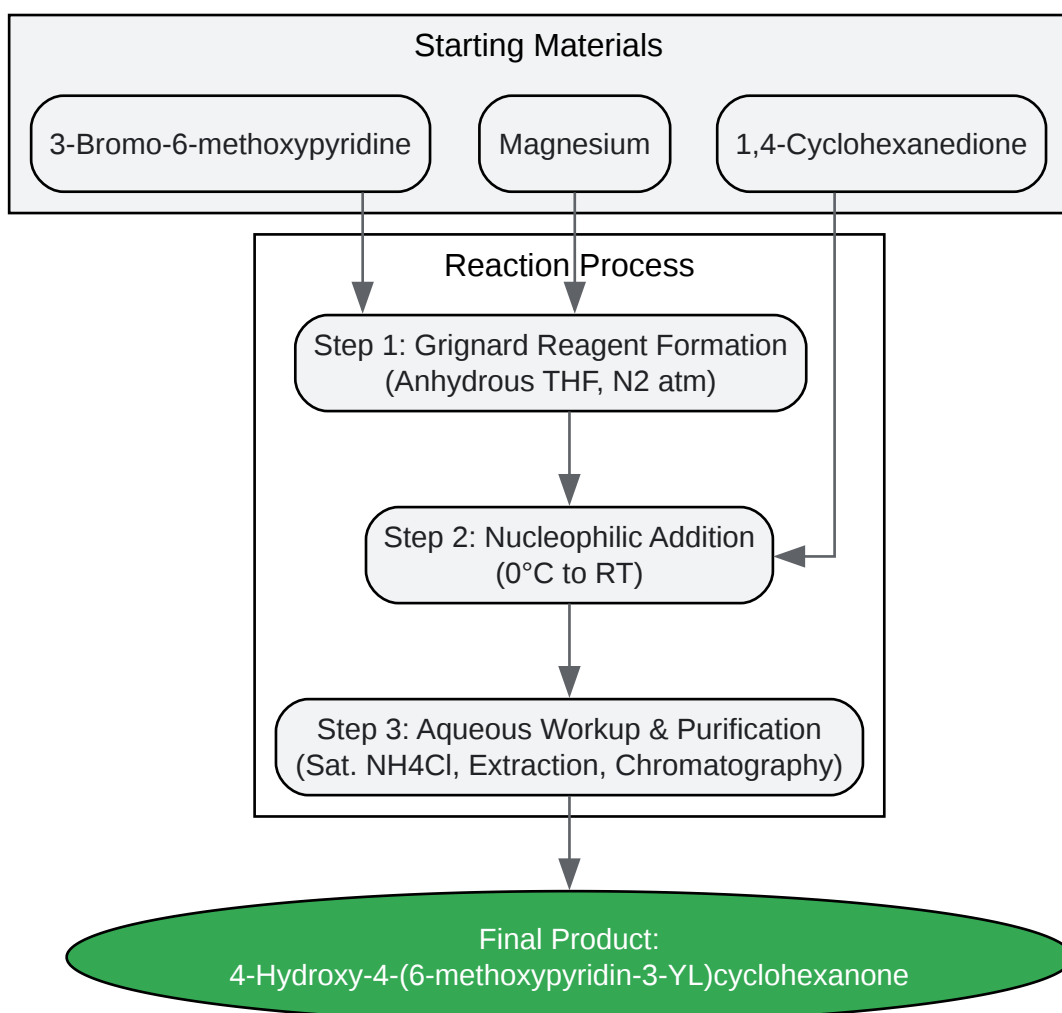 Starting Materials
3-Bromo-6-methoxypyridine
Magnesium
1,4-Cyclohexanedione
Reaction Process
Step 1: Grignard Reagent Formation
(Anhydrous THF, N2 atm)
Step 2: Nucleophilic Addition
(0°C to RT)
Step 3: Aqueous Workup & Purification
(Sat. NH4Cl, Extraction, Chromatography)
Final Product:
4-Hydroxy-4-(6-methoxypyridin-3-YL)cyclohexanone